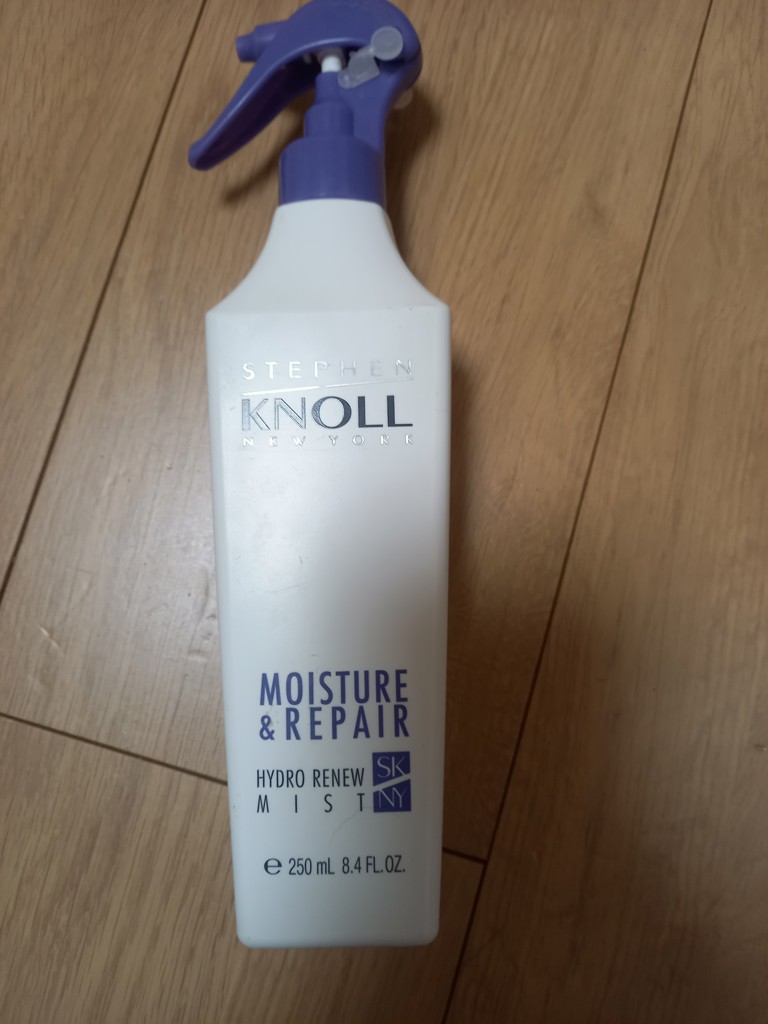 STEPHEN
KNOLL
NEW YORK
MOISTURE
& REPAIR
HYDRO RENEW
MIST
SK
NY
℮ 250 mL 8.4 FL.OZ.